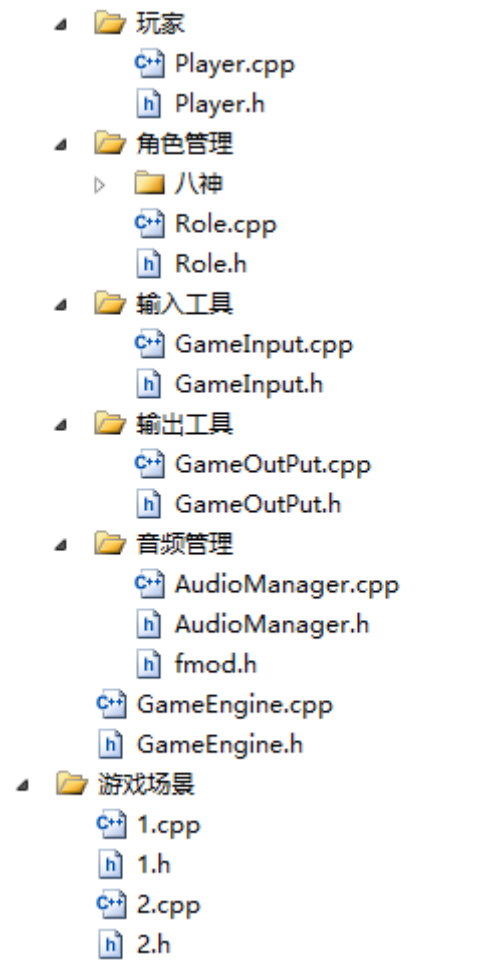 玩家
Player.cpp
Player.h
角色管理
八神
Role.cpp
Role.h
输入工具
GameInput.cpp
GameInput.h
输出工具
GameOutPut.cpp
GameOutPut.h
音频管理
AudioManager.cpp
AudioManager.h
fmod.h
GameEngine.cpp
GameEngine.h
游戏场景
1.cpp
1.h
2.cpp
2.h